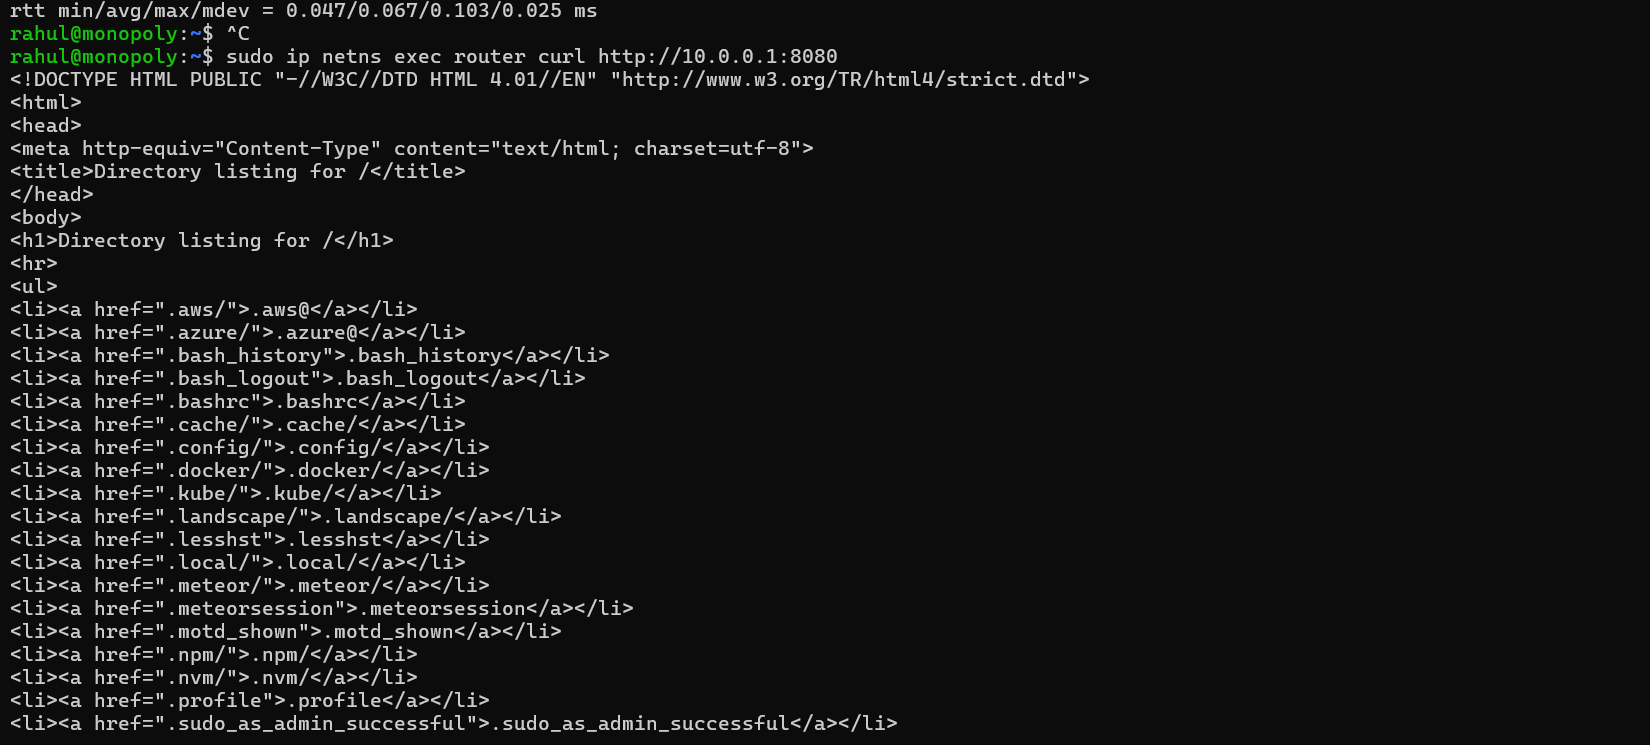 rtt min/avg/max/mdev = 0.047/0.067/0.103/0.025 ms
rahul@monopoly:~$ ^C
rahul@monopoly:~$ sudo ip netns exec router curl http://10.0.0.1:8080
<!DOCTYPE HTML PUBLIC "-//W3C//DTD HTML 4.01//EN" "http://www.w3.org/TR/html4/strict.dtd">
<html>
<head>
<meta http-equiv="Content-Type" content="text/html; charset=utf-8">
<title>Directory listing for /</title>
</head>
<body>
<h1>Directory listing for /</h1>
<hr>
<ul>
<li><a href=".aws/">.aws@</a></li>
<li><a href=".azure/">.azure@</a></li>
<li><a href=".bash_history">.bash_history</a></li>
<li><a href=".bash_logout">.bash_logout</a></li>
<li><a href=".bashrc">.bashrc</a></li>
<li><a href=".cache/">.cache/</a></li>
<li><a href=".config/">.config/</a></li>
<li><a href=".docker/">.docker/</a></li>
<li><a href=".kube/">.kube/</a></li>
<li><a href=".landscape/">.landscape/</a></li>
<li><a href=".lesshst">.lesshst</a></li>
<li><a href=".local/">.local/</a></li>
<li><a href=".meteor/">.meteor/</a></li>
<li><a href=".meteorsession">.meteorsession</a></li>
<li><a href=".motd_shown">.motd_shown</a></li>
<li><a href=".npm/">.npm/</a></li>
<li><a href=".nvm/">.nvm/</a></li>
<li><a href=".profile">.profile</a></li>
<li><a href=".sudo_as_admin_successful">.sudo_as_admin_successful</a></li>